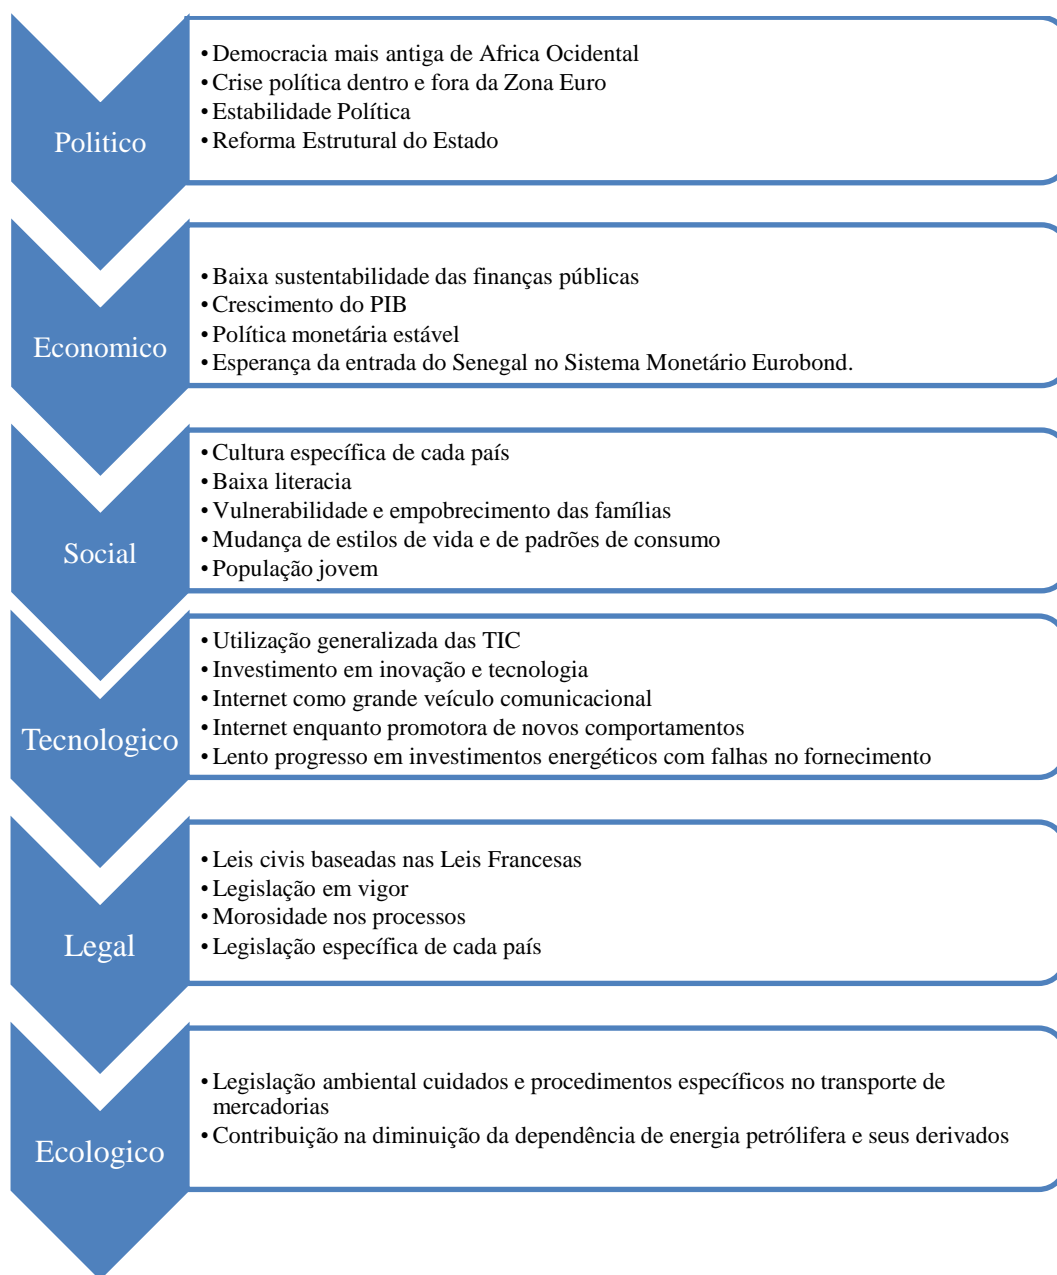 Politico
• Democracia mais antiga de Africa Ocidental
• Crise política dentro e fora da Zona Euro
• Estabilidade Política
• Reforma Estrutural do Estado
Economico
• Baixa sustentabilidade das finanças públicas
• Crescimento do PIB
• Política monetária estável
• Esperança da entrada do Senegal no Sistema Monetário Eurobond.
Social
• Cultura específica de cada país
• Baixa literacia
• Vulnerabilidade e empobrecimento das famílias
• Mudança de estilos de vida e de padrões de consumo
• População jovem
Tecnologico
• Utilização generalizada das TIC
• Investimento em inovação e tecnologia
• Internet como grande veículo comunicacional
• Internet enquanto promotora de novos comportamentos
• Lento progresso em investimentos energéticos com falhas no fornecimento
Legal
• Leis civis baseadas nas Leis Francesas
• Legislação em vigor
• Morosidade nos processos
• Legislação específica de cada país
Ecologico
• Legislação ambiental cuidados e procedimentos específicos no transporte de
mercadorias
• Contribuição na diminuição da dependência de energia petrólifera e seus derivados